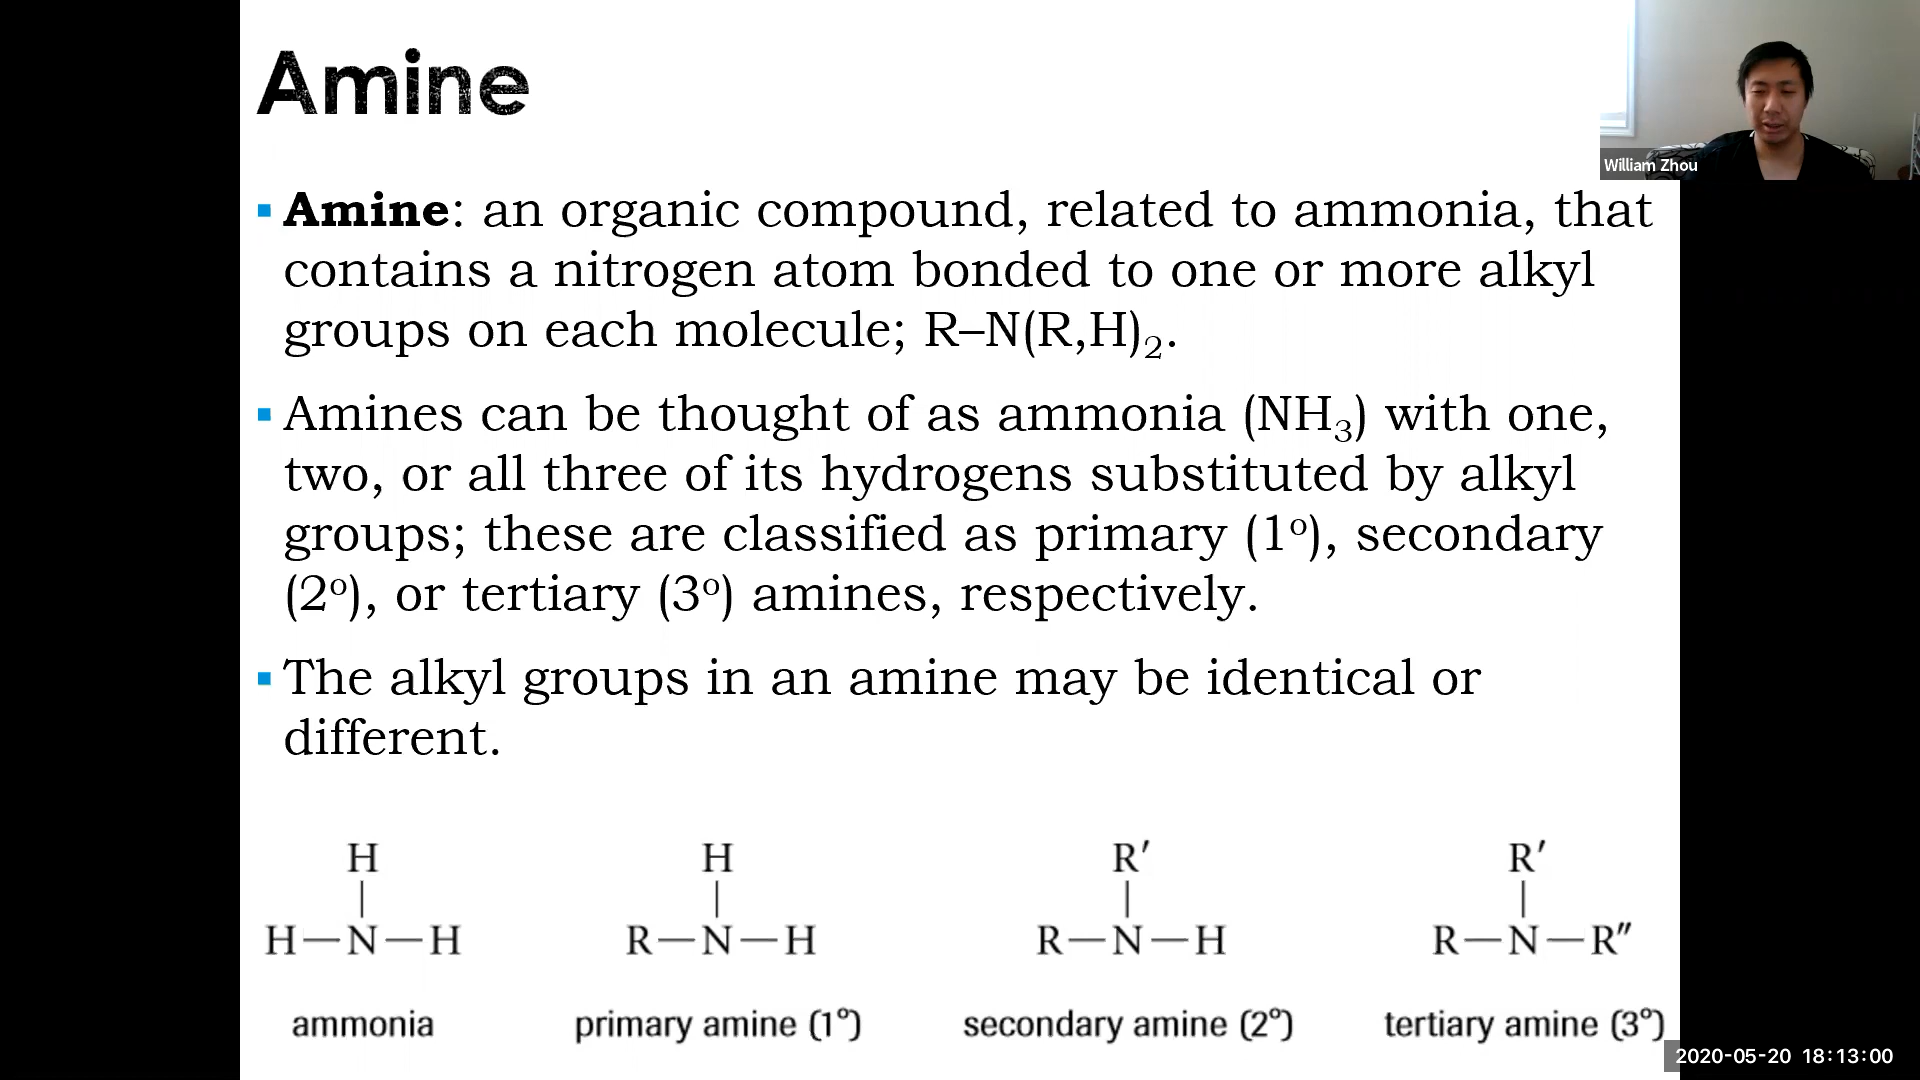 Amine
William Zhou
▪ Amine: an organic compound, related to ammonia, that
contains a nitrogen atom bonded to one or more alkyl
groups on each molecule; R–N(R,H)₂.
▪ Amines can be thought of as ammonia (NH₃) with one,
two, or all three of its hydrogens substituted by alkyl
groups; these are classified as primary (1º), secondary
(2º), or tertiary (3º) amines, respectively.
▪ The alkyl groups in an amine may be identical or
different.
H H R′ R′
| | | |
H—N—H R—N—H R—N—H R—N—R″
ammonia primary amine (1°) secondary amine (2°) tertiary amine (3°)
2020-05-20 18:13:00